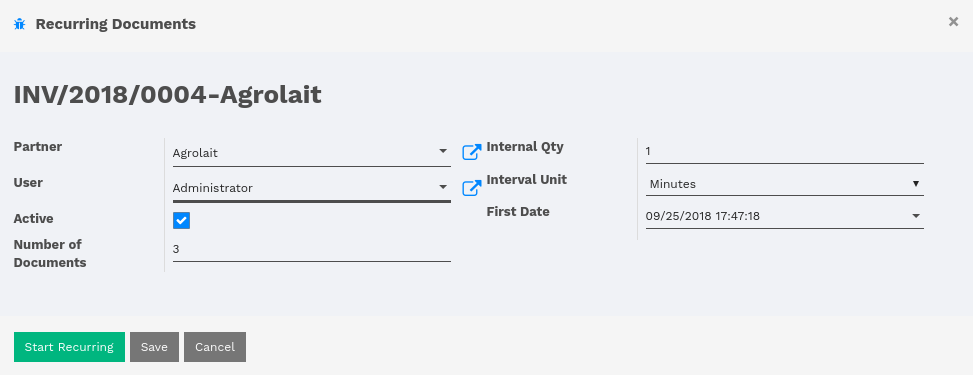 Recurring Documents
INV/2018/0004-Agrolait
Partner
Agrolait
User
Administrator
Active
Number of
Documents
3
Internal Qty
1
Interval Unit
Minutes
First Date
09/25/2018 17:47:18
Start Recurring
Save
Cancel